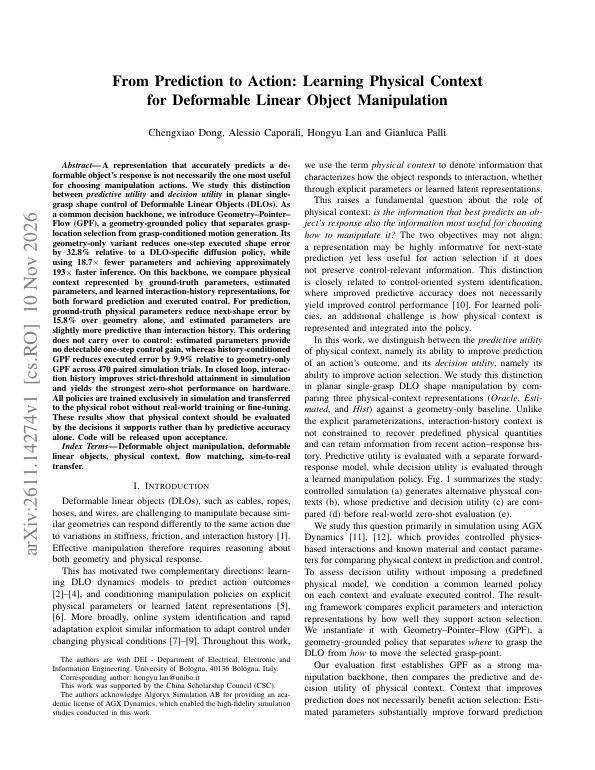 From Prediction to Action: Learning Physical Context
for Deformable Linear Object Manipulation
Chengxiao Dong, Alessio Caporali, Hongyu Lan and Gianluca Palli
Abstract—A representation that accurately predicts a de-
formable object's response is not necessarily the one most useful
for choosing manipulation actions. We study this distinction
between predictive utility and decision utility in planar single-
grasp shape control of Deformable Linear Objects (DLOs). As
a common decision backbone, we introduce Geometry–Pointer–
Flow (GPF), a geometry-grounded policy that separates grasp-
location selection from grasp-conditioned motion generation. Its
geometry-only variant reduces one-step executed shape error
by 32.8% relative to a DLO-specific diffusion policy, while
using 18.7× fewer parameters and achieving approximately
193× faster inference. On this backbone, we compare physical
context represented by ground-truth parameters, estimated
parameters, and learned interaction-history representations, for
both forward prediction and executed control. For prediction,
ground-truth physical parameters reduce next-shape error by
15.8% over geometry alone, and estimated parameters are
slightly more predictive than interaction history. This ordering
does not carry over to control: estimated parameters provide
no detectable one-step control gain, whereas history-conditioned
GPF reduces executed error by 9.9% relative to geometry-only
GPF across 470 paired simulation trials. In closed loop, interac-
tion history improves strict-threshold attainment in simulation
and yields the strongest zero-shot performance on hardware.
All policies are trained exclusively in simulation and transferred
to the physical robot without real-world training or fine-tuning.
These results show that physical context should be evaluated
by the decisions it supports rather than by predictive accuracy
alone. Code will be released upon acceptance.
Index Terms—Deformable object manipulation, deformable
linear objects, physical context, flow matching, sim-to-real
transfer.
I. INTRODUCTION
Deformable linear objects (DLOs), such as cables, ropes,
hoses, and wires, are challenging to manipulate because sim-
ilar geometries can respond differently to the same action due
to variations in stiffness, friction, and interaction history [1].
Effective manipulation therefore requires reasoning about
both geometry and physical response.
This has motivated two complementary directions: learn-
ing DLO dynamics models to predict action outcomes
[2]–[4], and conditioning manipulation policies on explicit
physical parameters or learned latent representations [5],
[6]. More broadly, online system identification and rapid
adaptation exploit similar information to adapt control under
changing physical conditions [7]–[9]. Throughout this work,
The authors are with DEI - Department of Electrical, Electronic and
Information Engineering, University of Bologna, 40136 Bologna, Italy.
Corresponding author: hongyu.lan@unibo.it
This work was supported by the China Scholarship Council (CSC).
The authors acknowledge Algoryx Simulation AB for providing an aca-
demic license of AGX Dynamics, which enabled the high-fidelity simulation
studies conducted in this work.
we use the term physical context to denote information that
characterizes how the object responds to interaction, whether
through explicit parameters or learned latent representations.
This raises a fundamental question about the role of
physical context: is the information that best predicts an ob-
ject's response also the information most useful for choosing
how to manipulate it? The two objectives may not align:
a representation may be highly informative for next-state
prediction yet less useful for action selection if it does
not preserve control-relevant information. This distinction
is closely related to control-oriented system identification,
where improved predictive accuracy does not necessarily
yield improved control performance [10]. For learned poli-
cies, an additional challenge is how physical context is
represented and integrated into the policy.
In this work, we distinguish between the predictive utility
of physical context, namely its ability to improve prediction
of an action's outcome, and its decision utility, namely its
ability to improve action selection. We study this distinction
in planar single-grasp DLO shape manipulation by com-
paring three physical-context representations (Oracle, Esti-
mated, and Hist) against a geometry-only baseline. Unlike
the explicit parameterizations, interaction-history context is
not constrained to recover predefined physical quantities
and can retain information from recent action–response his-
tory. Predictive utility is evaluated with a separate forward-
response model, while decision utility is evaluated through
a learned manipulation policy. Fig. 1 summarizes the study:
controlled simulation (a) generates alternative physical con-
texts (b), whose predictive and decision utility (c) are com-
pared (d) before real-world zero-shot evaluation (e).
We study this question primarily in simulation using AGX
Dynamics [11], [12], which provides controlled physics-
based interactions and known material and contact parame-
ters for comparing physical context in prediction and control.
To assess decision utility without imposing a predefined
physical model, we condition a common learned policy
on each context and evaluate executed control. The result-
ing framework compares explicit parameters and interaction
representations by how well they support action selection.
We instantiate it with Geometry–Pointer–Flow (GPF), a
geometry-grounded policy that separates where to grasp the
DLO from how to move the selected grasp-point.
Our evaluation first establishes GPF as a strong ma-
nipulation backbone, then compares the predictive and de-
cision utility of physical context. Context that improves
prediction does not necessarily benefit action selection: Esti-
mated parameters substantially improve forward prediction
arXiv:2611.14274v1 [cs.RO] 10 Nov 2026